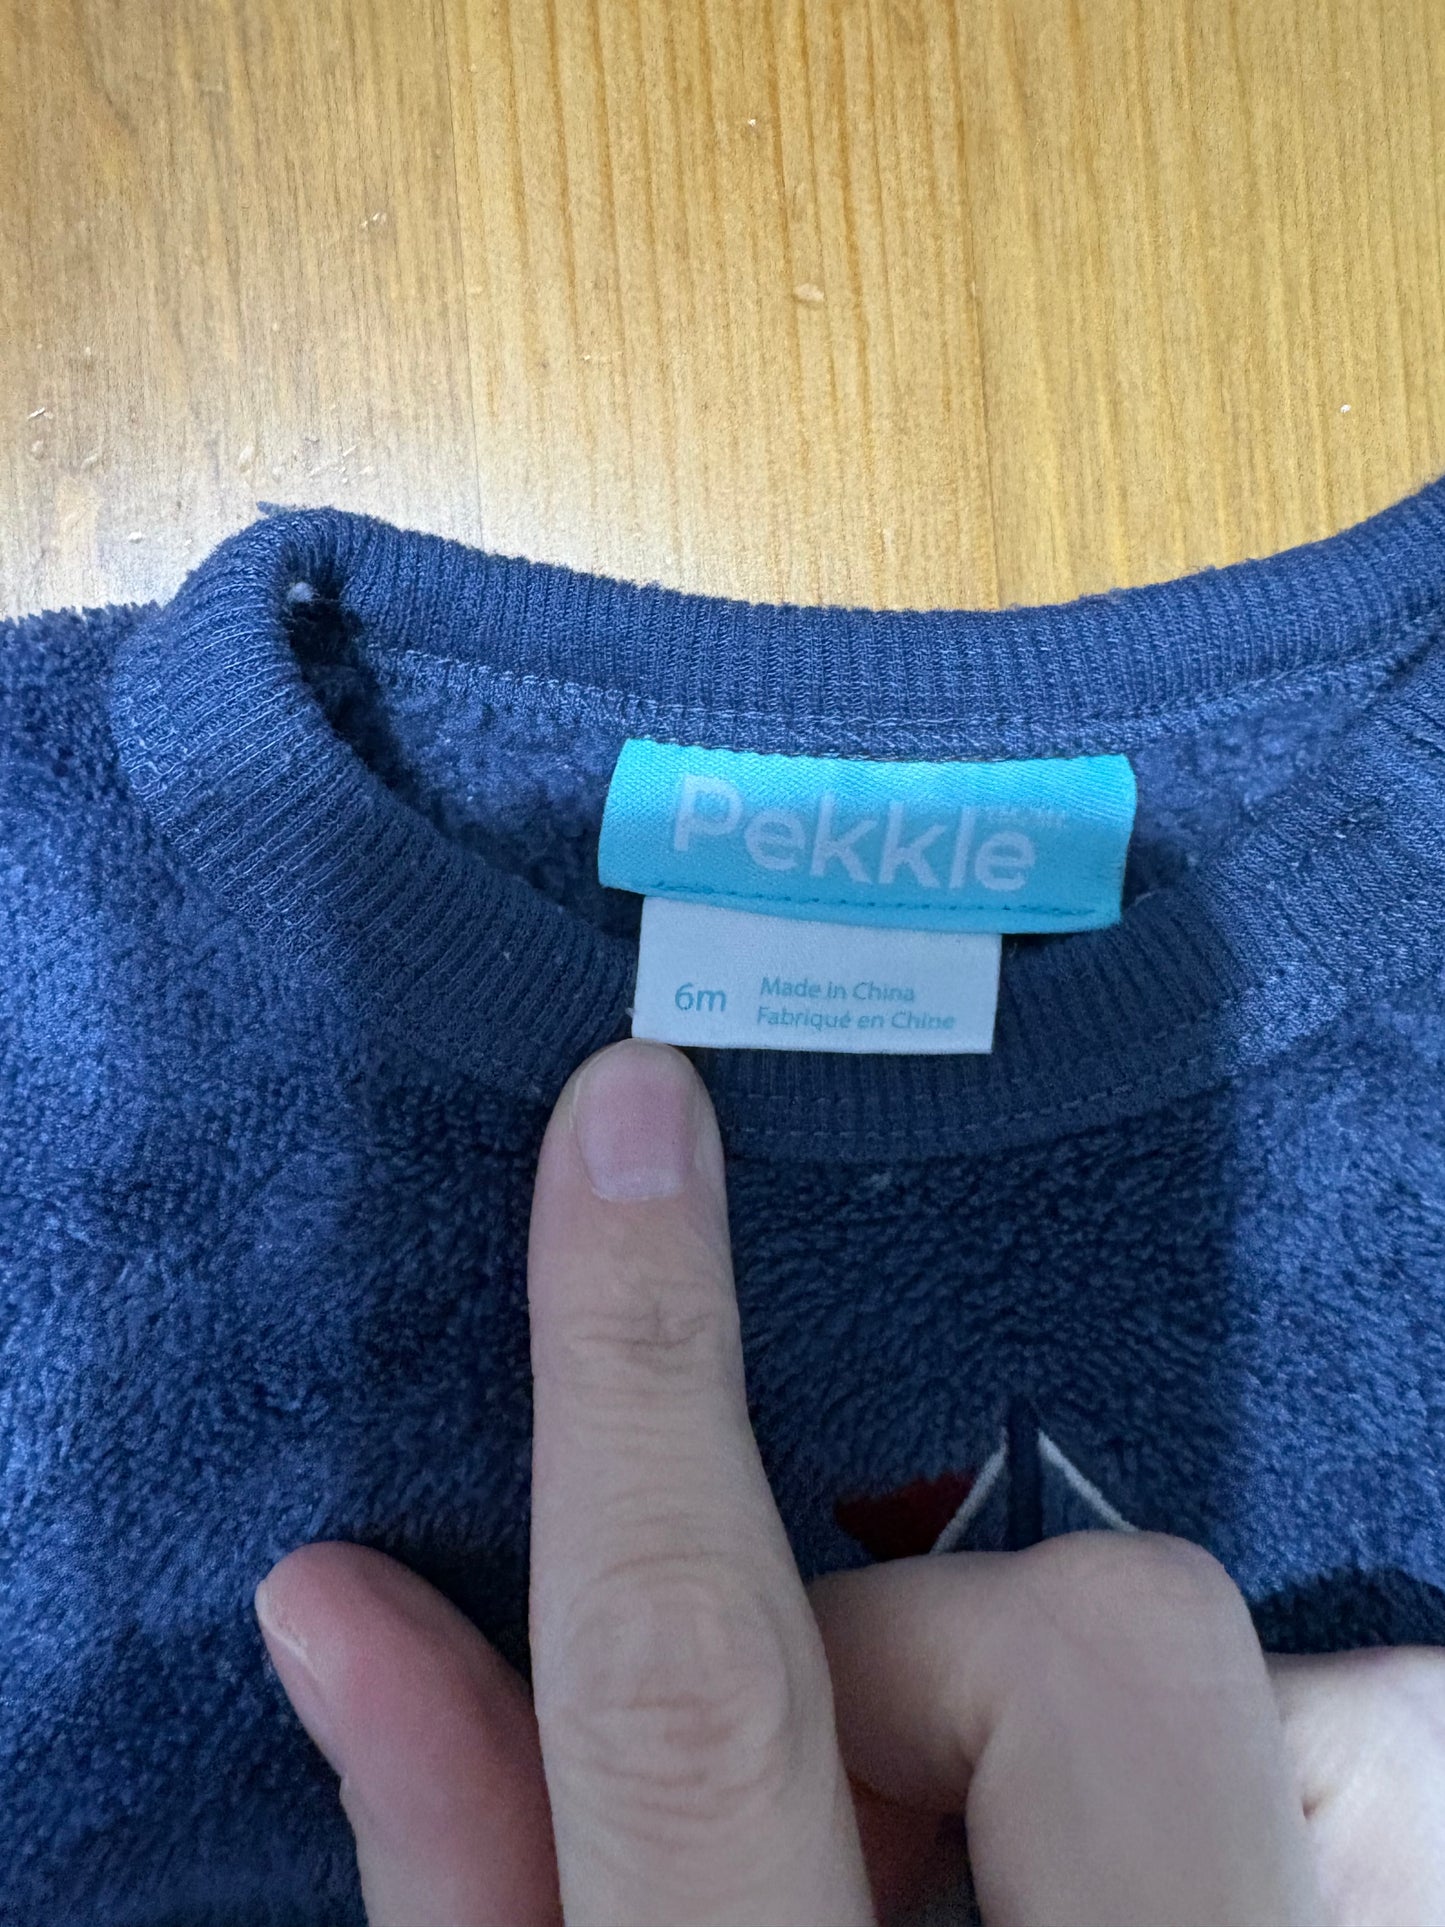 Pekkle
6m
Made in China
Fabriqué en Chine